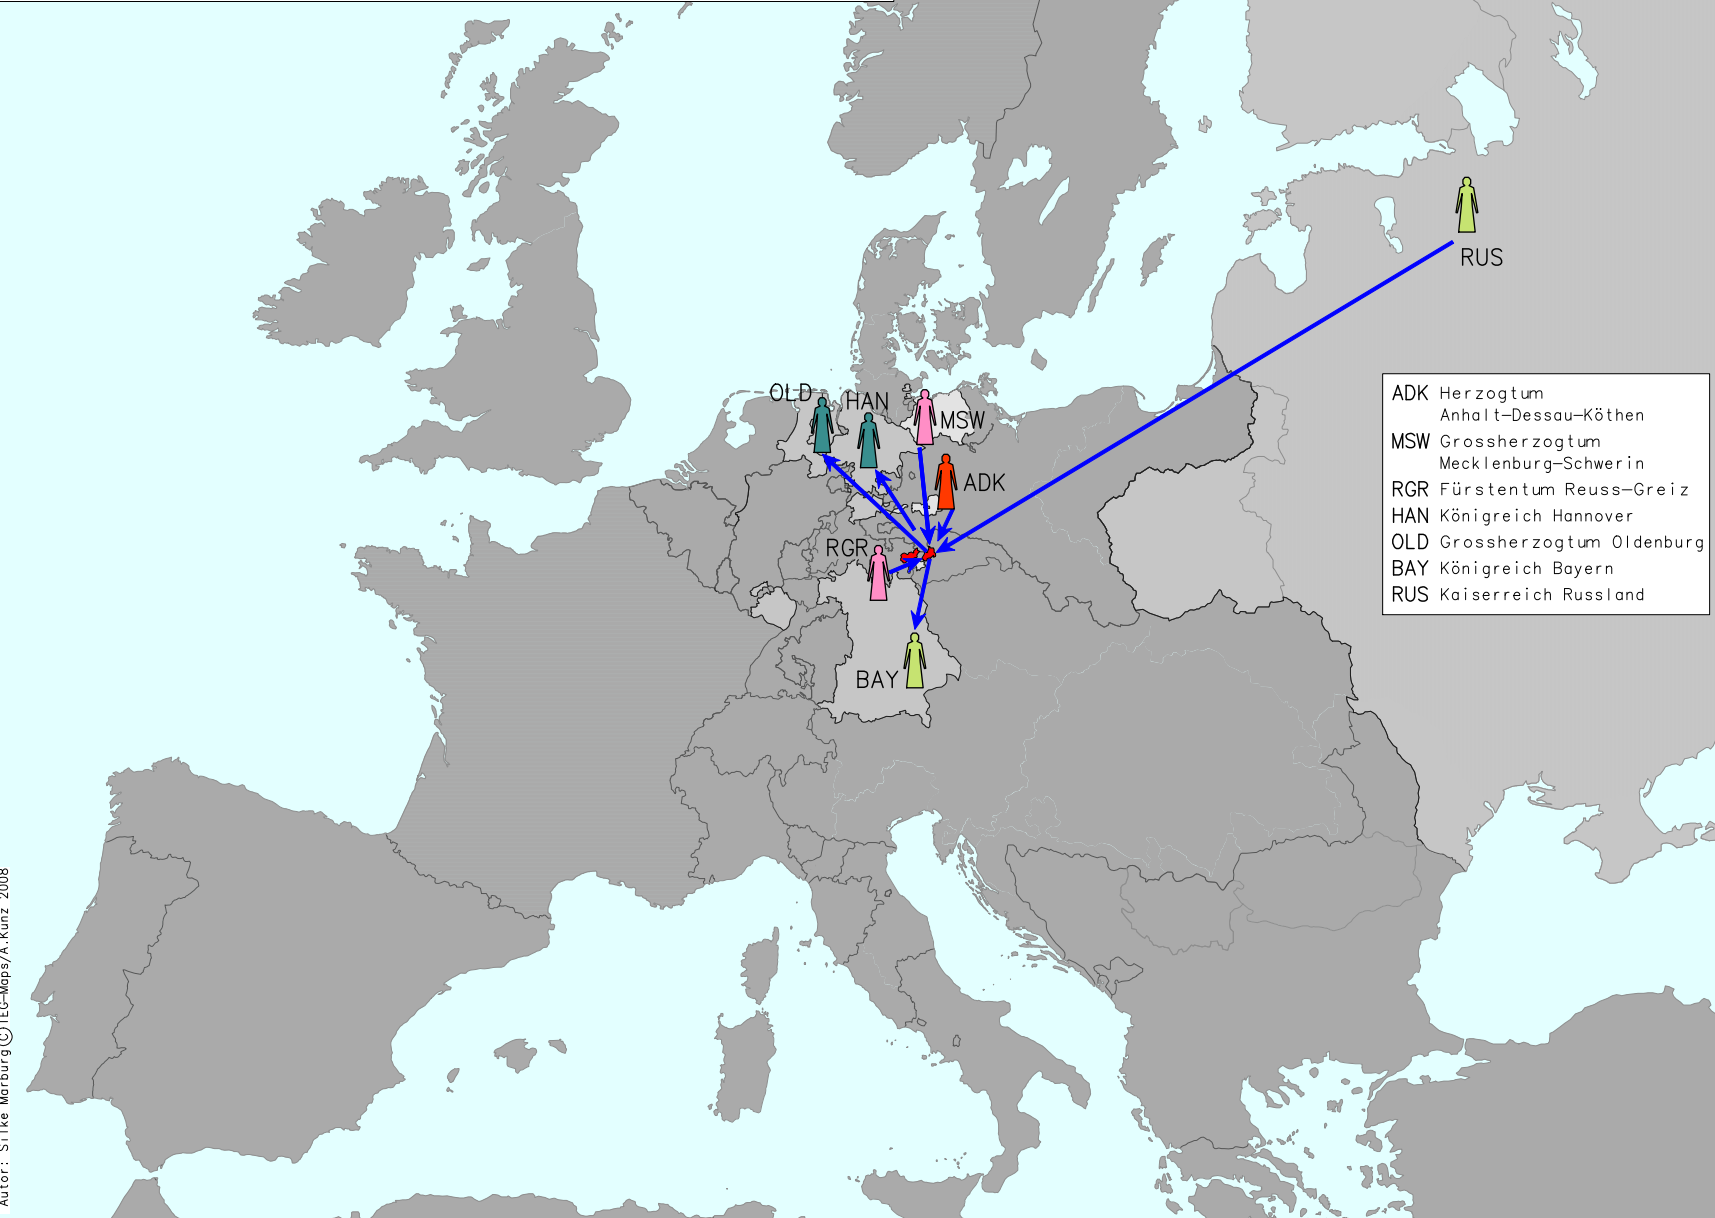 RUS
OLD
HAN
MSW
ADK
RGR
BAY
ADK Herzogtum
Anhalt-Dessau-Köthen
MSW Grossherzogtum
Mecklenburg-Schwerin
RGR Fürstentum Reuss-Greiz
HAN Königreich Hannover
OLD Grossherzogtum Oldenburg
BAY Königreich Bayern
RUS Kaiserreich Russland
Autor: Silke Marburg © IEG-Maps/A.Kunz 2008